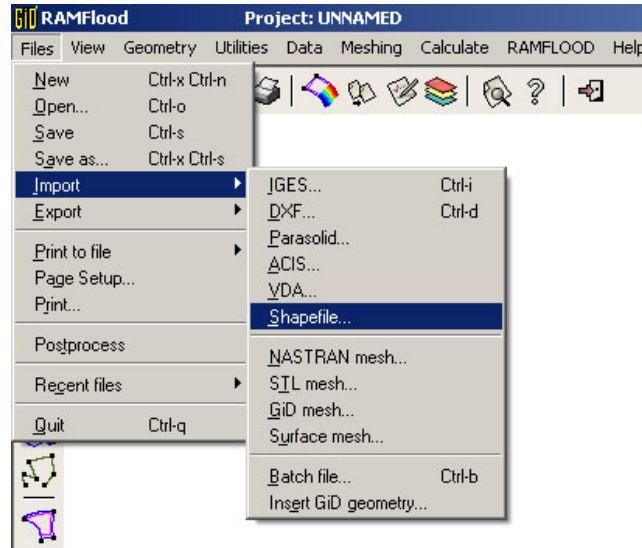 GiD RAMFlood Project: UNNAMED
Files View Geometry Utilities Data Meshing Calculate RAMFLOOD Help
New Ctrl-x Ctrl-n
Open... Ctrl-o
Save Ctrl-s
Save as... Ctrl-x Ctrl-s
Import
Export
Print to file
Page Setup...
Print...
Postprocess
Recent files
Quit Ctrl-q
IGES... Ctrl-i
DXF... Ctrl-d
Parasolid...
ACIS...
VDA...
Shapefile...
NASTRAN mesh...
STL mesh...
GiD mesh...
Surface mesh...
Batch file... Ctrl-b
Insert GiD geometry...